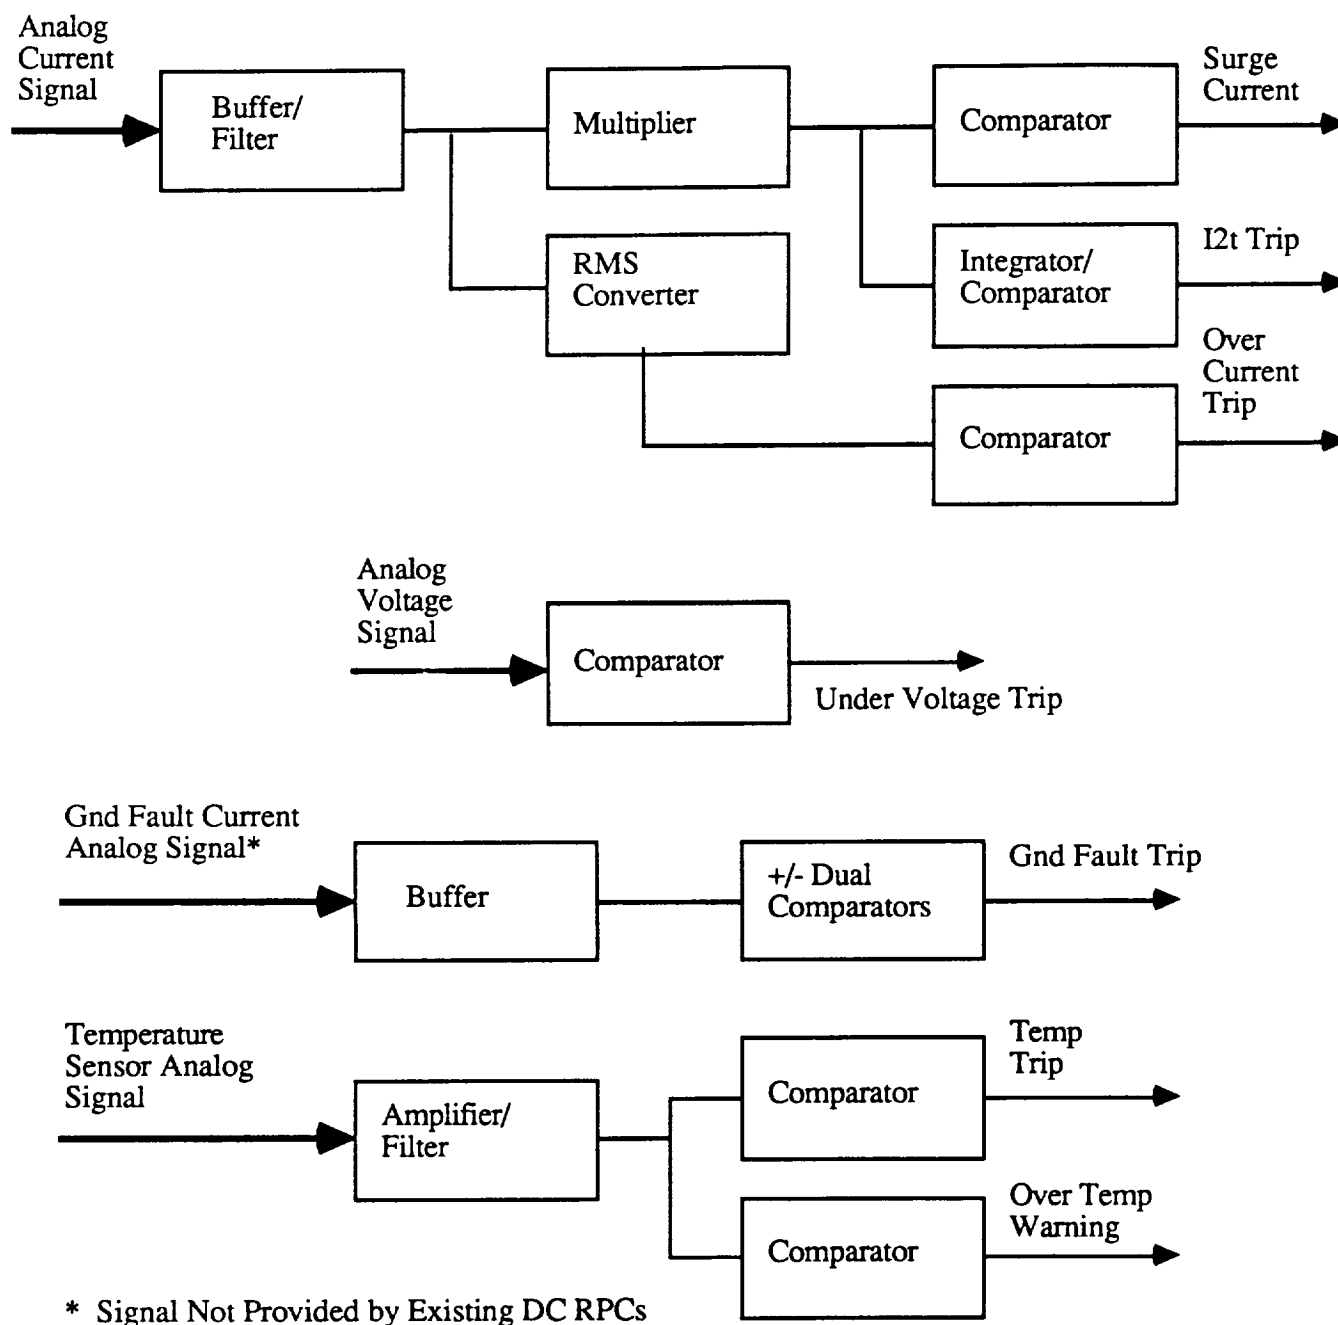 Analog
Current
Signal
Buffer/
Filter
Multiplier
Comparator
Surge
Current
RMS
Converter
Integrator/
Comparator
I2t Trip
Over
Current
Trip
Comparator
Analog
Voltage
Signal
Comparator
Under Voltage Trip
Gnd Fault Current
Analog Signal*
Buffer
+/- Dual
Comparators
Gnd Fault Trip
Temperature
Sensor Analog
Signal
Amplifier/
Filter
Comparator
Temp
Trip
Comparator
Over Temp
Warning
* Signal Not Provided by Existing DC RPCs